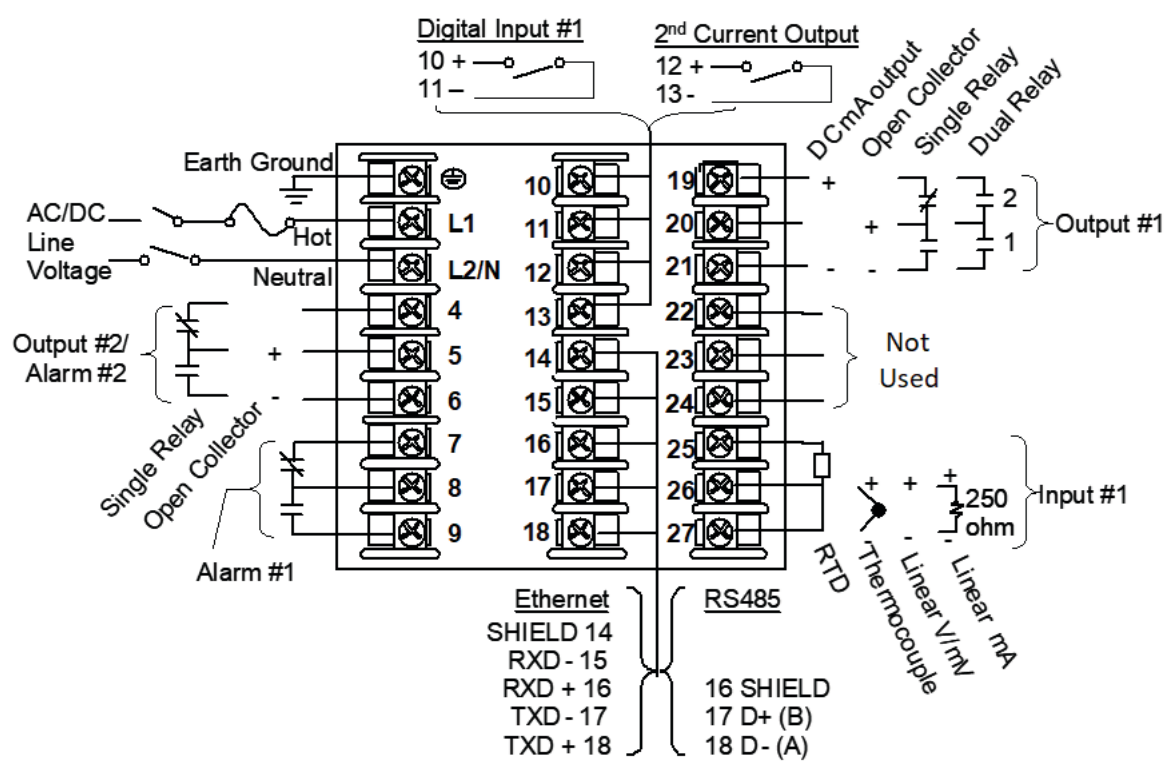 Digital Input #1
10 +
11 –
2nd Current Output
12 +
13 -
DC mA output
Open Collector
Single Relay
Dual Relay
Earth Ground
AC/DC
Line
Voltage
Hot
Neutral
L1
L2/N
4
5
6
7
8
9
10
11
12
13
14
15
16
17
18
19
20
21
22
23
24
25
26
27
+
-
+
-
2
1
Output #1
Output #2/
Alarm #2
+
-
Single Relay
Open Collector
Alarm #1
Not
Used
+
-
+
-
+
-
250
ohm
Input #1
RTD
Thermocouple
Linear V/mV
Linear mA
Ethernet
SHIELD 14
RXD - 15
RXD + 16
TXD - 17
TXD + 18
RS485
16 SHIELD
17 D+ (B)
18 D - (A)